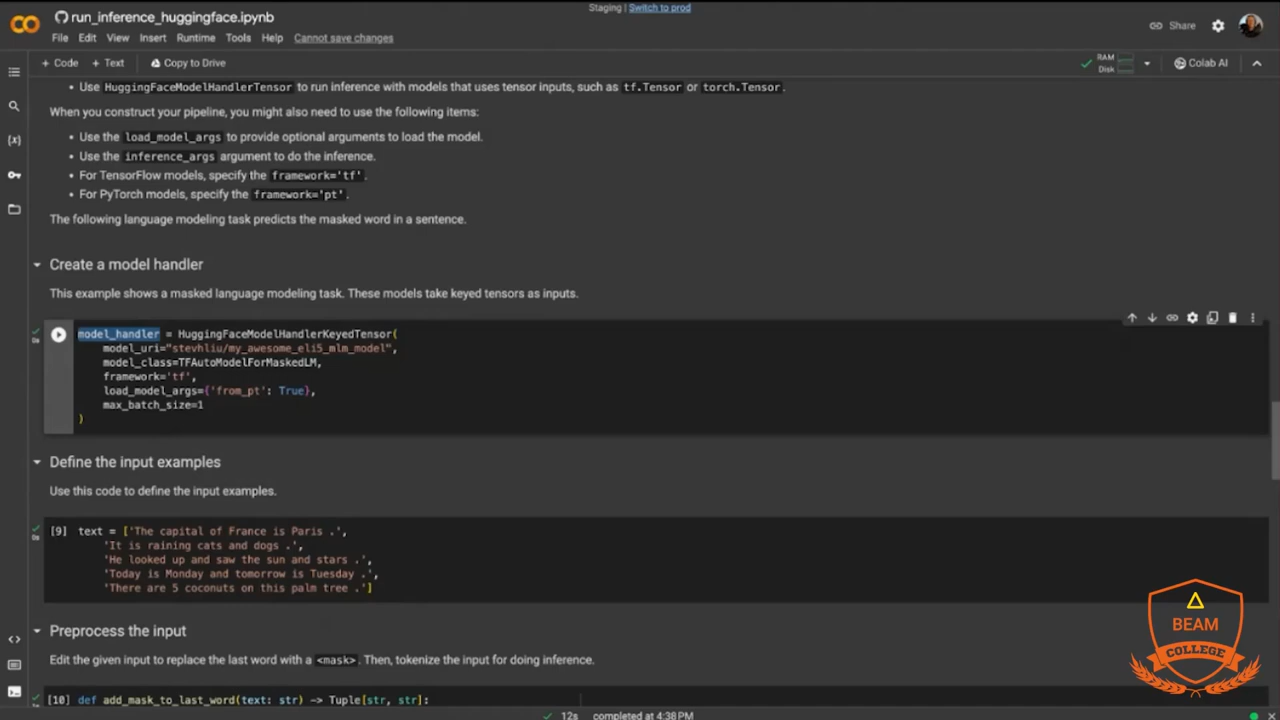 Staging | Switch to prod
run_inference_huggingface.ipynb
File Edit View Insert Runtime Tools Help Cannot save changes
Share
+ Code + Text Copy to Drive
RAM
Disk
Colab AI
• Use HuggingFaceModelHandlerTensor to run inference with models that uses tensor inputs, such as tf.Tensor or torch.Tensor.
When you construct your pipeline, you might also need to use the following items:
• Use the load_model_args to provide optional arguments to load the model.
• Use the inference_args argument to do the inference.
• For TensorFlow models, specify the framework='tf'.
• For PyTorch models, specify the framework='pt'.
The following language modeling task predicts the masked word in a sentence.
Create a model handler
This example shows a masked language modeling task. These models take keyed tensors as inputs.
model_handler = HuggingFaceModelHandlerKeyedTensor(
model_uri="stevhliu/my_awesome_eli5_mlm_model",
model_class=TFAutoModelForMaskedLM,
framework='tf',
load_model_args={'from_pt': True},
max_batch_size=1
)
Define the input examples
Use this code to define the input examples.
[9] text = ['The capital of France is Paris .',
'It is raining cats and dogs .',
'He looked up and saw the sun and stars .',
'Today is Monday and tomorrow is Tuesday .',
'There are 5 coconuts on this palm tree .']
Preprocess the input
Edit the given input to replace the last word with a <mask>. Then, tokenize the input for doing inference.
[10] def add_mask_to_last_word(text: str) -> Tuple[str, str]:
12s completed at 4:38 PM
BEAM
COLLEGE